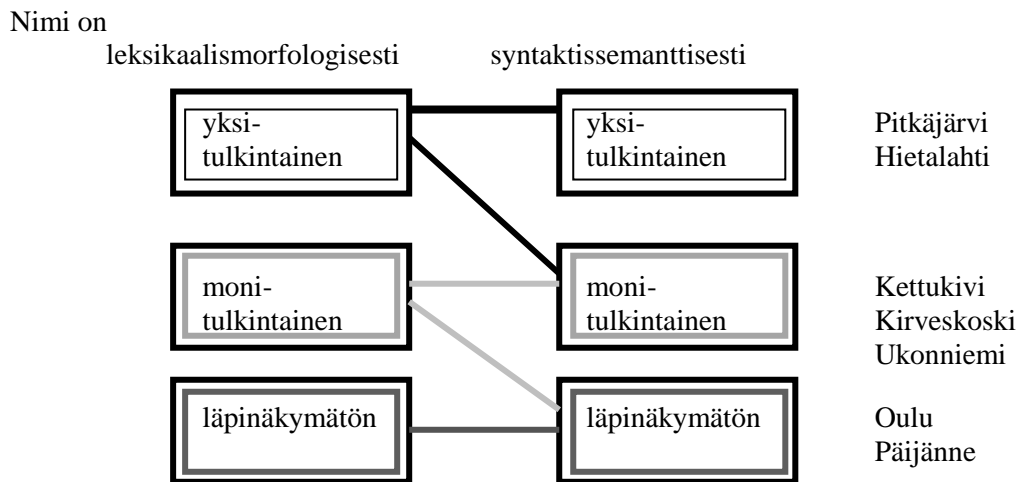 Nimi on
leksikaalismorfologisesti syntaktissemanttisesti
yksi- yksi- Pitkäjärvi
tulkintainen tulkintainen Hietalahti
moni- moni- Kettukivi
tulkintainen tulkintainen Kirveskoski
Ukonniemi
läpinäkymätön läpinäkymätön Oulu
Päijänne